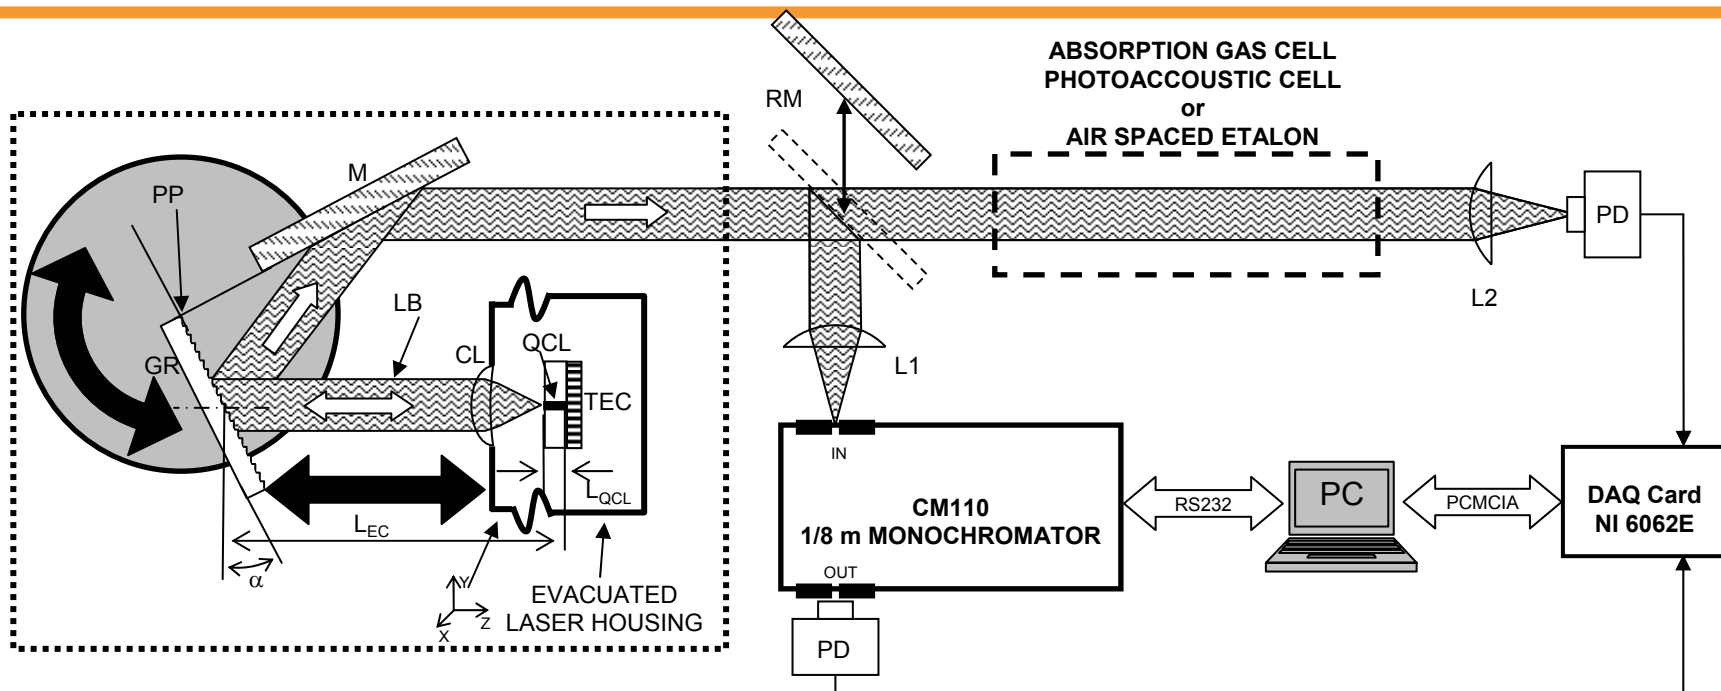 ABSORPTION GAS CELL
PHOTOACCOUSTIC CELL
or
AIR SPACED ETALON
RM
M
PP
PD
L2
LB
GR
CL
QCL
TEC
L1
L_QCL
L_EC
α
Y
X
Z
EVACUATED
LASER HOUSING
IN
CM110
1/8 m MONOCHROMATOR
OUT
PD
RS232
PC
PCMCIA
DAQ Card
NI 6062E